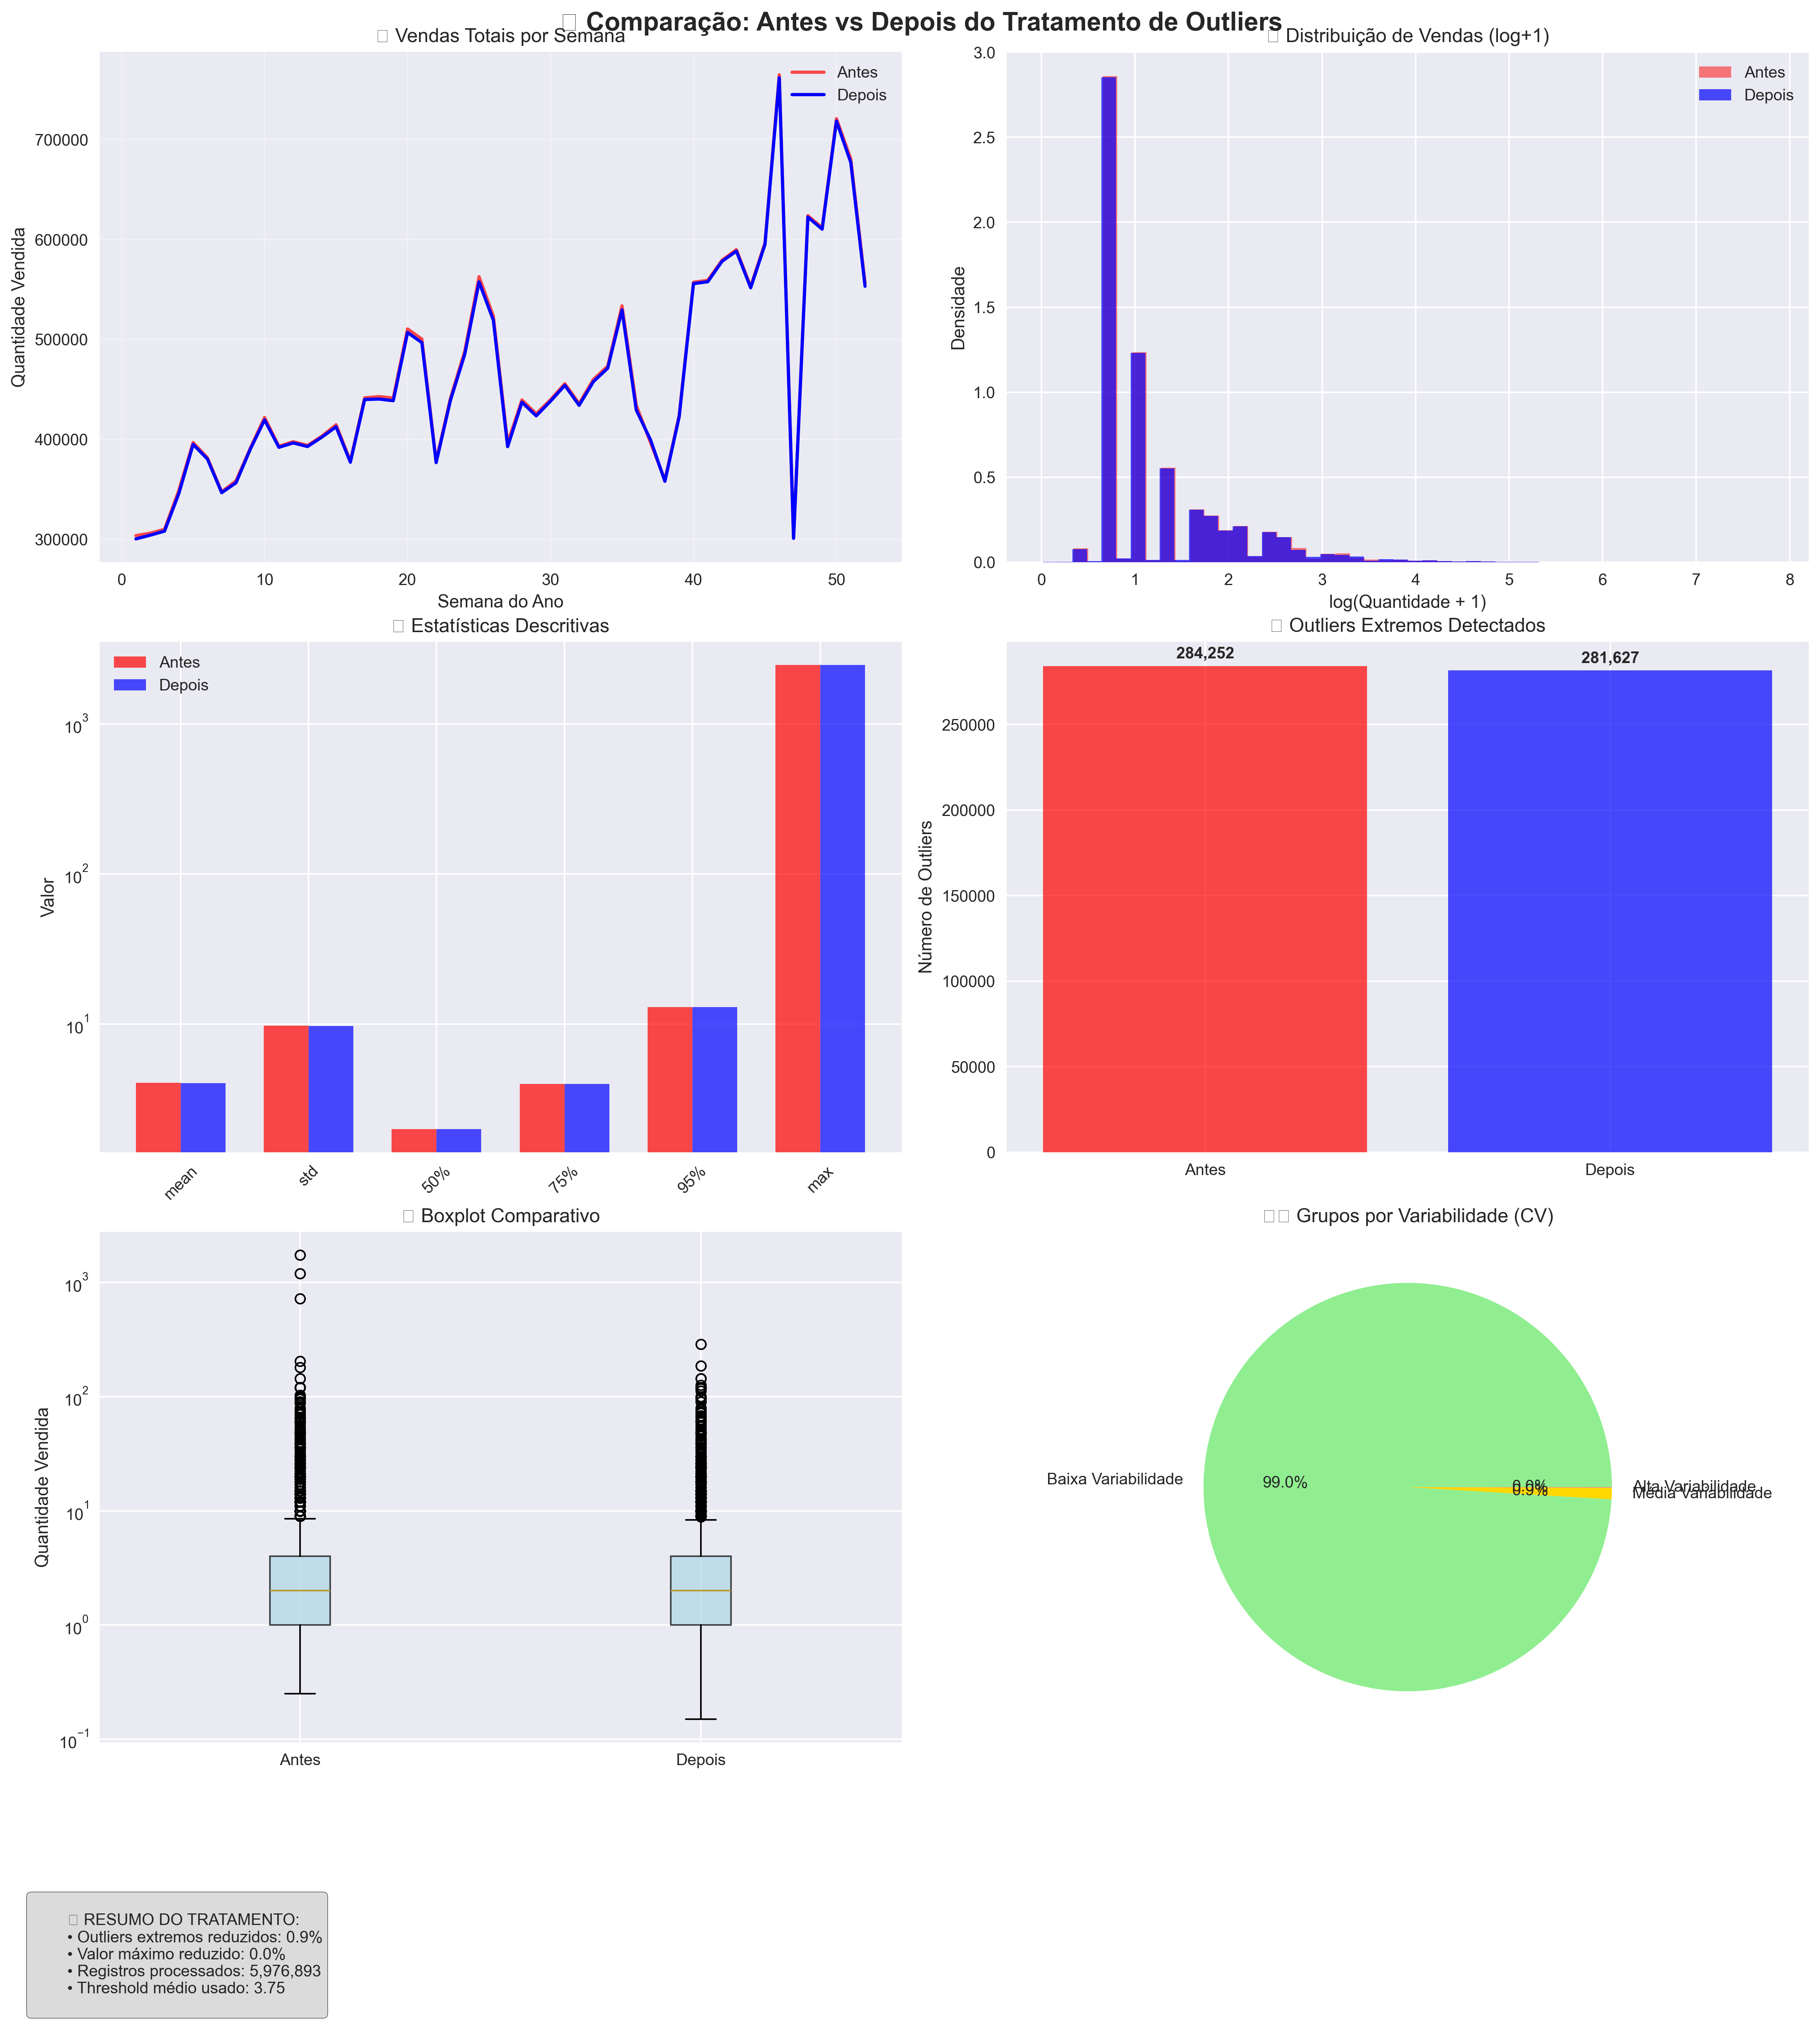 Comparação: Antes vs Depois do Tratamento de Outliers
Vendas Totais por Semana
Antes
Depois
Quantidade Vendida
700000
600000
500000
400000
300000
0 10 20 30 40 50
Semana do Ano
Distribuição de Vendas (log+1)
Antes
Depois
Densidade
3.0
2.5
2.0
1.5
1.0
0.5
0.0
0 1 2 3 4 5 6 7 8
log(Quantidade + 1)
Estatísticas Descritivas
Antes
Depois
Valor
10³
10²
10¹
mean std 50% 75% 95% max
Outliers Extremos Detectados
284,252
281,627
Número de Outliers
250000
200000
150000
100000
50000
0
Antes Depois
Boxplot Comparativo
Quantidade Vendida
10³
10²
10¹
10⁰
10⁻¹
Antes Depois
Grupos por Variabilidade (CV)
Baixa Variabilidade
99.0%
0.0%
0.9%
Alta Variabilidade
Média Variabilidade
RESUMO DO TRATAMENTO:
• Outliers extremos reduzidos: 0.9%
• Valor máximo reduzido: 0.0%
• Registros processados: 5,976,893
• Threshold médio usado: 3.75